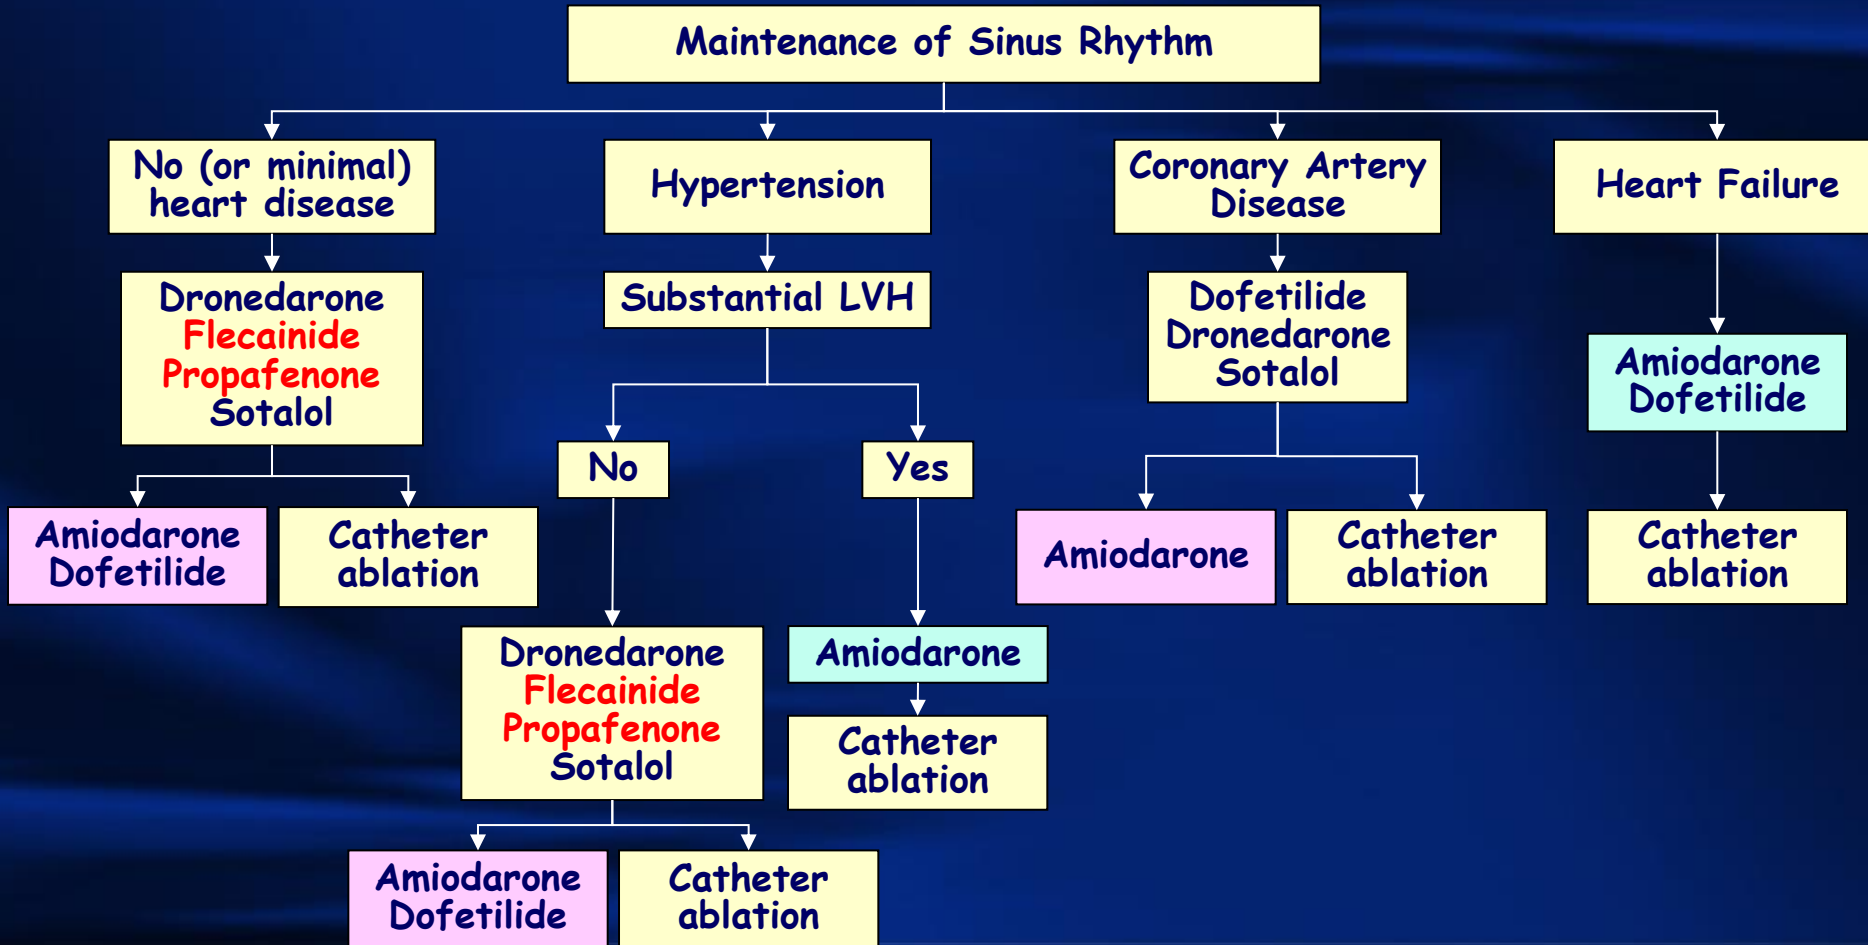 Maintenance of Sinus Rhythm
No (or minimal)
heart disease
Hypertension
Coronary Artery
Disease
Heart Failure
Dronedarone
Flecainide
Propafenone
Sotalol
Substantial LVH
Dofetilide
Dronedarone
Sotalol
Amiodarone
Dofetilide
No
Yes
Amiodarone
Dofetilide
Catheter
ablation
Amiodarone
Catheter
ablation
Catheter
ablation
Dronedarone
Flecainide
Propafenone
Sotalol
Amiodarone
Catheter
ablation
Amiodarone
Dofetilide
Catheter
ablation